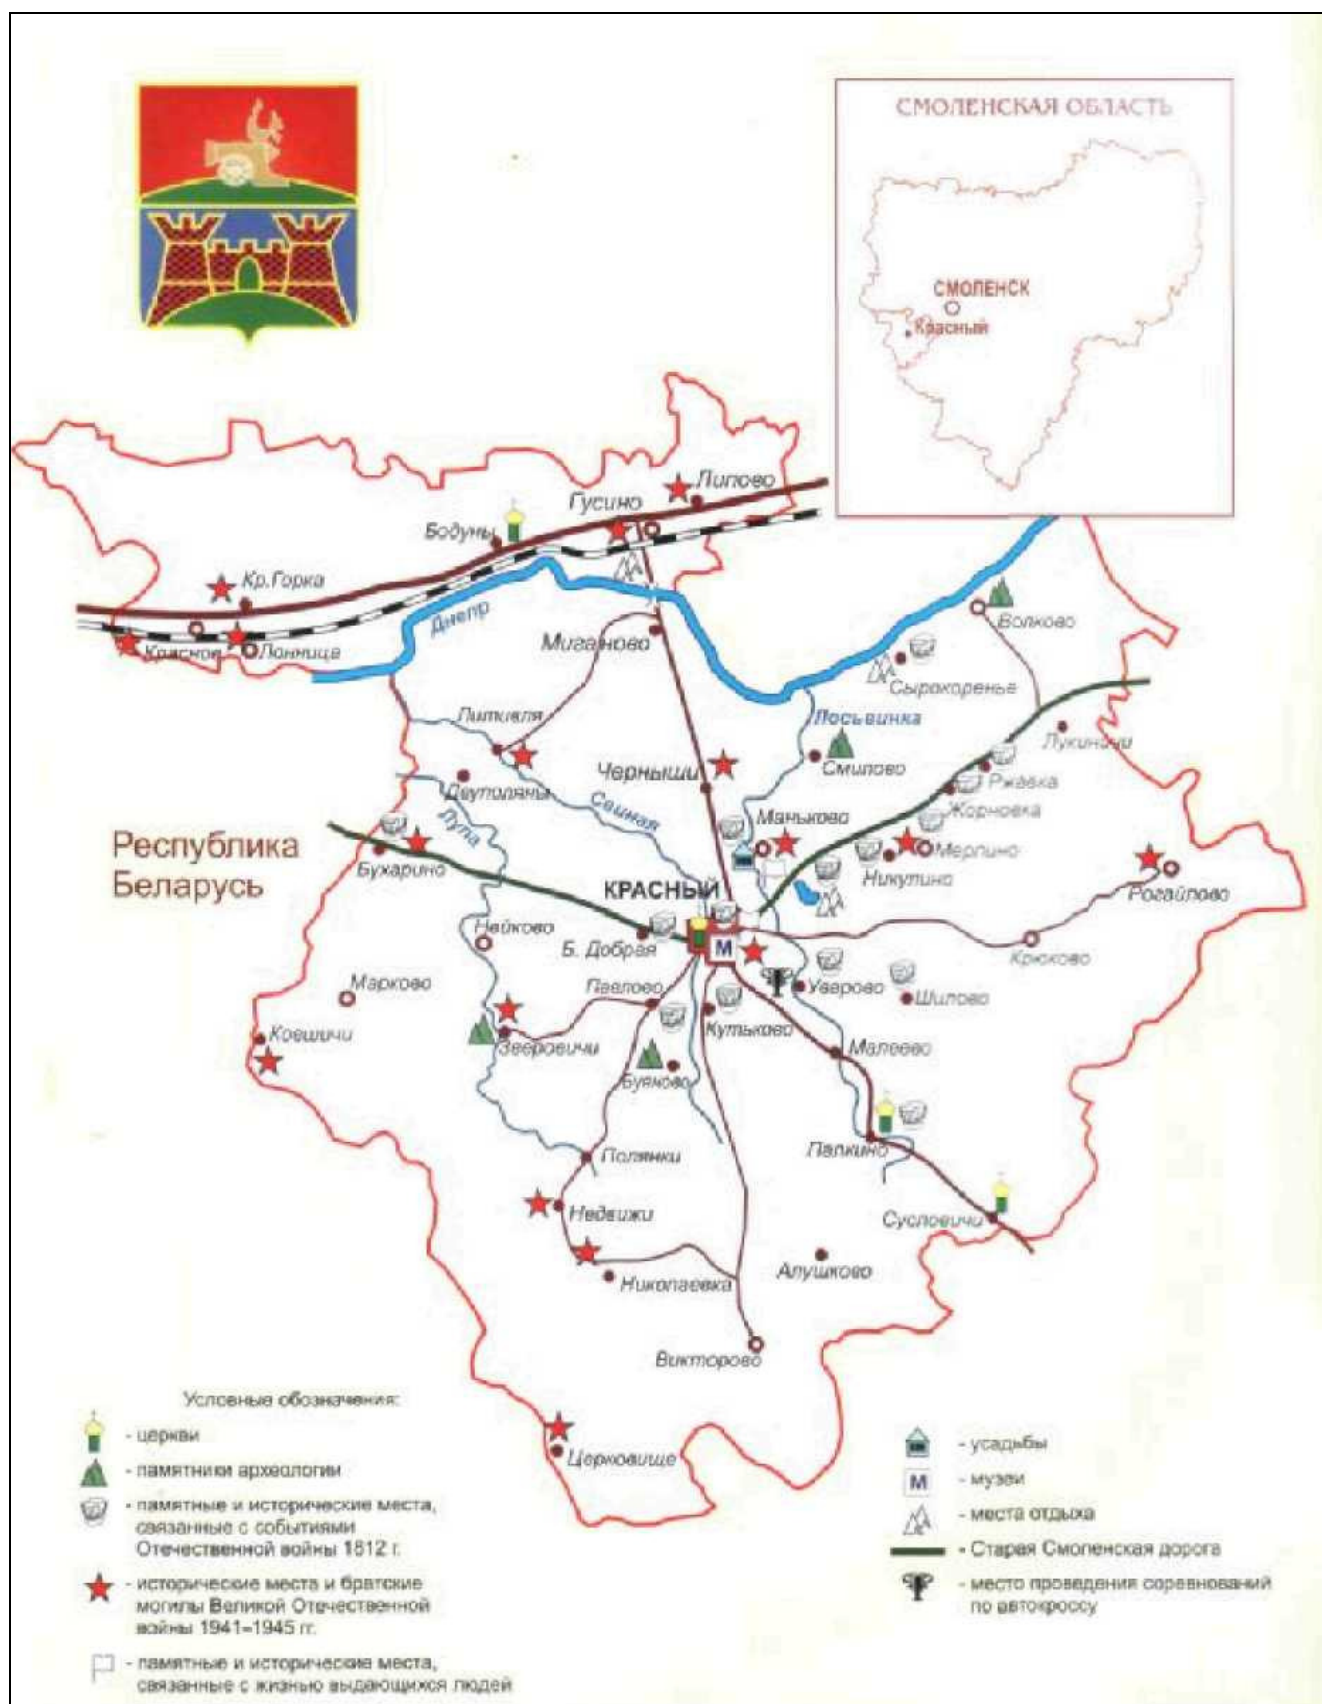 СМОЛЕНСКАЯ ОБЛАСТЬ
СМОЛЕНСК
Красный
Липово
Гусино
Бодуны
Кр.Горка
Днепр
Волково
Красное
Лонница
Мигановo
Сырокоренье
Литивля
Лосьвинка
Лукиничи
Черныши
Смилово
Ржавка
Двуполяны
Свиная
Жорновка
Лупа
Маньково
Республика
Беларусь
Мерлино
Бухарино
Никулино
КРАСНЫЙ
Рогайлово
Нейково
Б. Добрая
М
Крюково
Марково
Павлово
Уварово
Шилово
Кутьково
Ковшичи
Зверовичи
Малеево
Буяново
Палкино
Полянки
Недвижи
Сусловичи
Алушково
Николаевка
Викторово
Церковище
Условные обозначения:
- церкви
- памятники археологии
- памятные и исторические места,
связанные с событиями
Отечественной войны 1812 г.
- исторические места и братские
могилы Великой Отечественной
войны 1941-1945 гг.
- памятные и исторические места,
связанные с жизнью выдающихся людей
- усадьбы
М
- музеи
- места отдыха
- Старая Смоленская дорога
- место проведения соревнований
по автокроссу